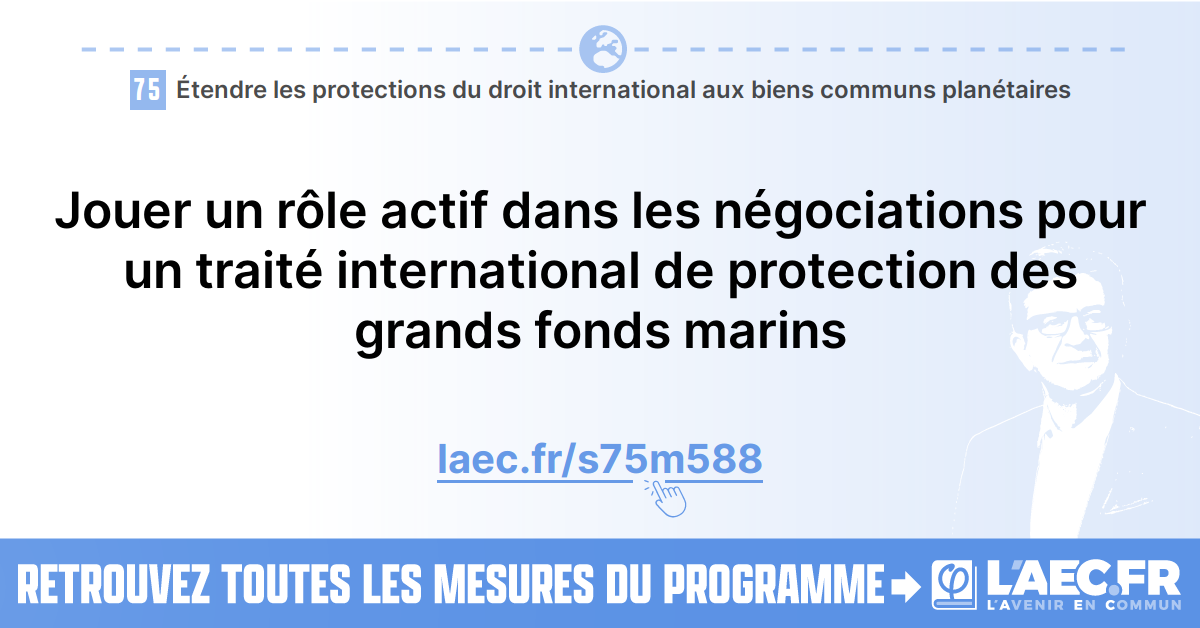 75 Étendre les protections du droit international aux biens communs planétaires
Jouer un rôle actif dans les négociations pour
un traité international de protection des
grands fonds marins
laec.fr/s75m588
RETROUVEZ TOUTES LES MESURES DU PROGRAMME
L'AEC.FR
L'AVENIR EN COMMUN